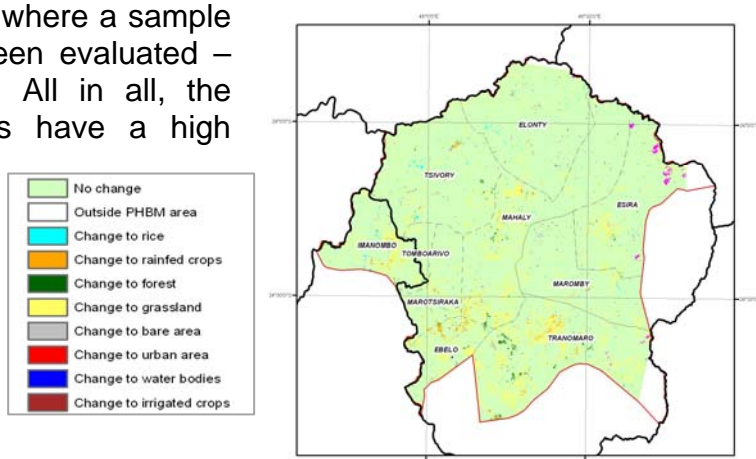 where a sample
een evaluated –
All in all, the
s have a high
No change
Outside PHBM area
Change to rice
Change to rainfed crops
Change to forest
Change to grassland
Change to bare area
Change to urban area
Change to water bodies
Change to irrigated crops
ELONTY
TSIVORY
MAHALY
ESIRA
IMANOMBO
TOMBOARIVO
MAROMBY
MAROTSIRAKA
TRANOMARO
EBELO